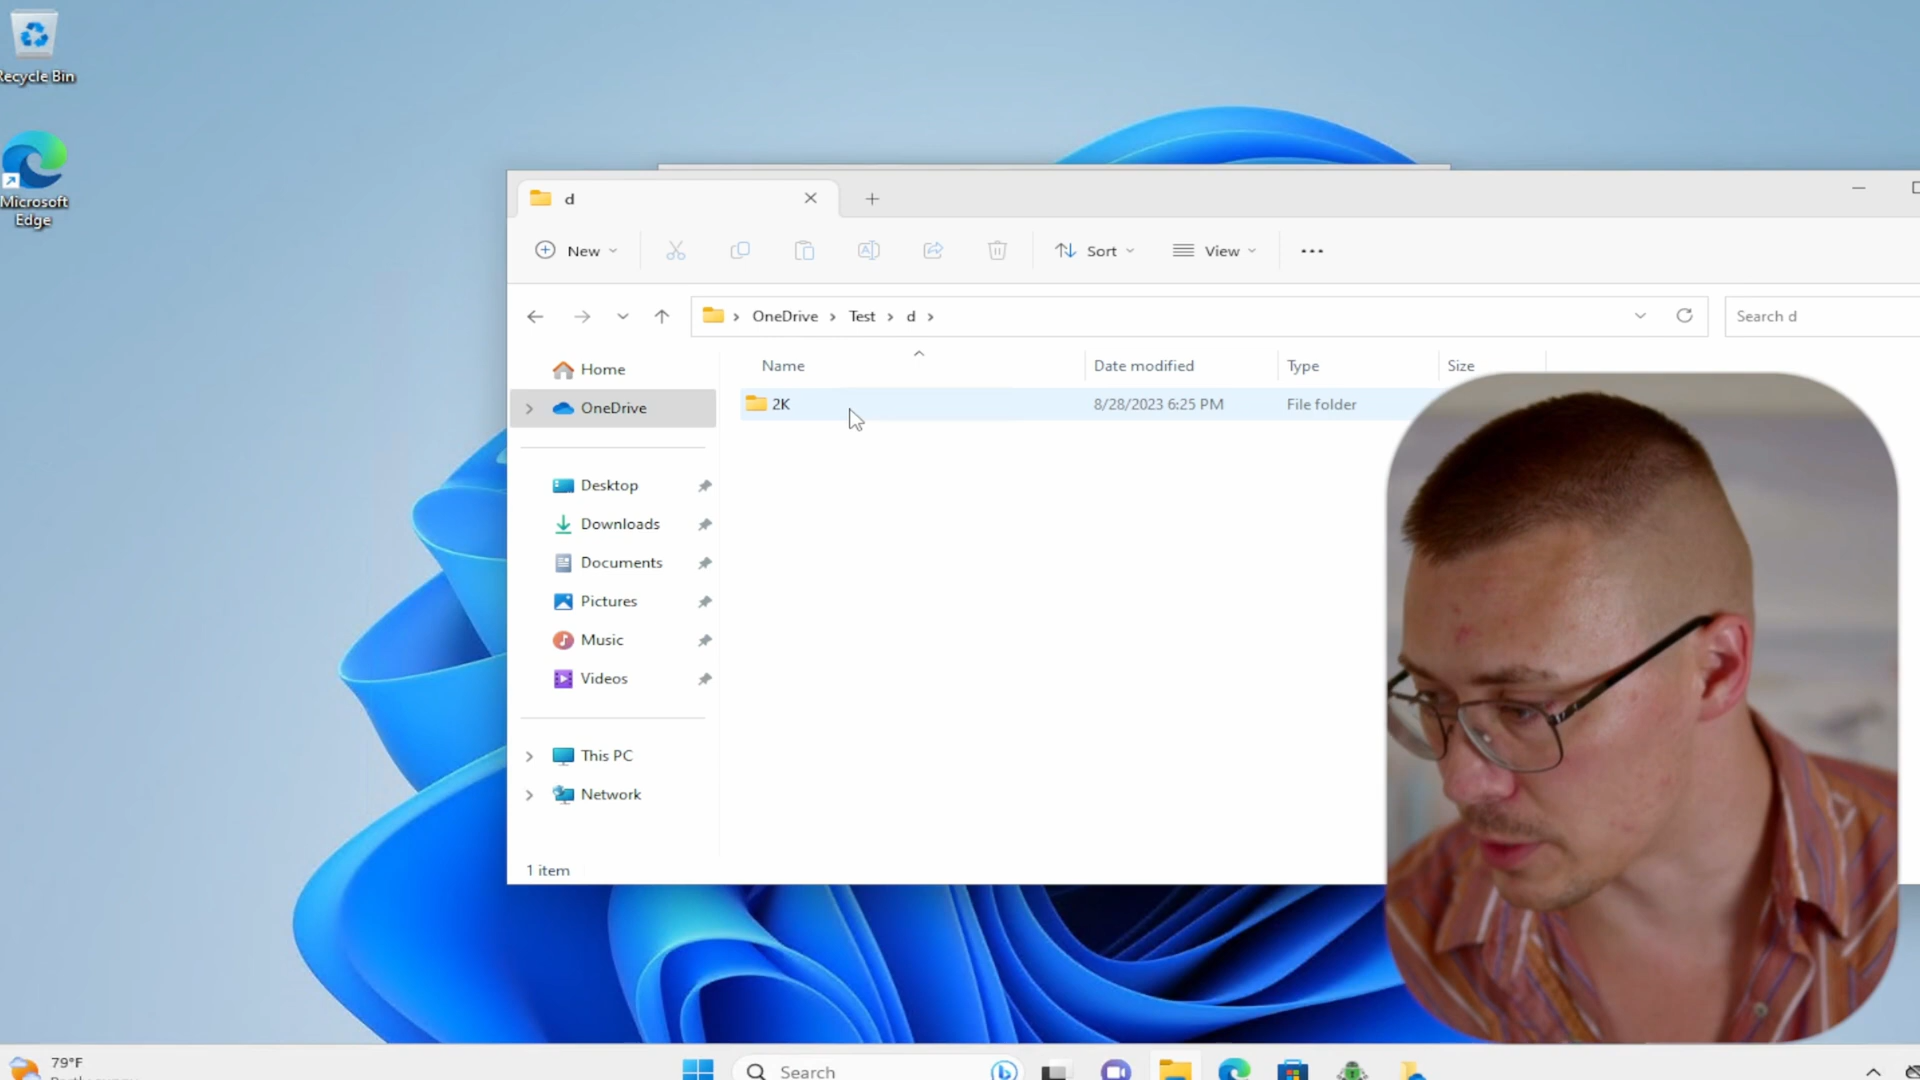 Recycle Bin
Microsoft
Edge
d
New
Sort
View
OneDrive
Test
d
Search d
Name
Date modified
Type
Size
Home
OneDrive
2K
8/28/2023 6:25 PM
File folder
Desktop
Downloads
Documents
Pictures
Music
Videos
This PC
Network
1 item
79°F
Search